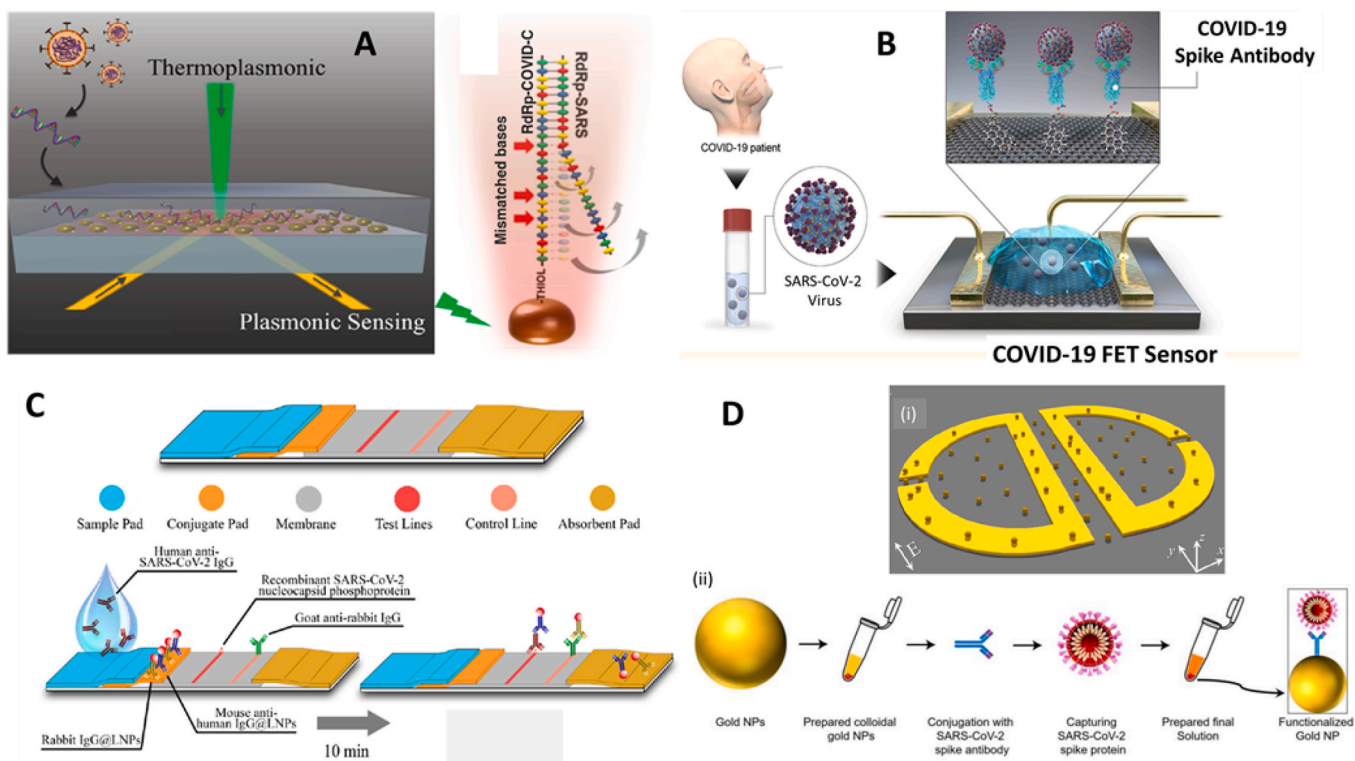 A
Thermoplasmonic
Plasmonic Sensing
Mismatched bases
RdRp-COVID-C
RdRp-SARS
-THIOL-
B
COVID-19
Spike Antibody
COVID-19 patient
SARS-CoV-2
Virus
COVID-19 FET Sensor
C
Sample Pad
Conjugate Pad
Membrane
Test Lines
Control Line
Absorbent Pad
Human anti-
SARS-CoV-2 IgG
Recombinant SARS-CoV-2
nucleocapsid phosphoprotein
Goat anti-rabbit IgG
Rabbit IgG@LNPs
Mouse anti-
human IgG@LNPs
10 min
D
(i)
E
y
z
x
(ii)
Gold NPs
Prepared colloidal
gold NPs
Conjugation with
SARS-CoV-2
spike antibody
Capturing
SARS-CoV-2
spike protein
Prepared final
Solution
Functionalized
Gold NP